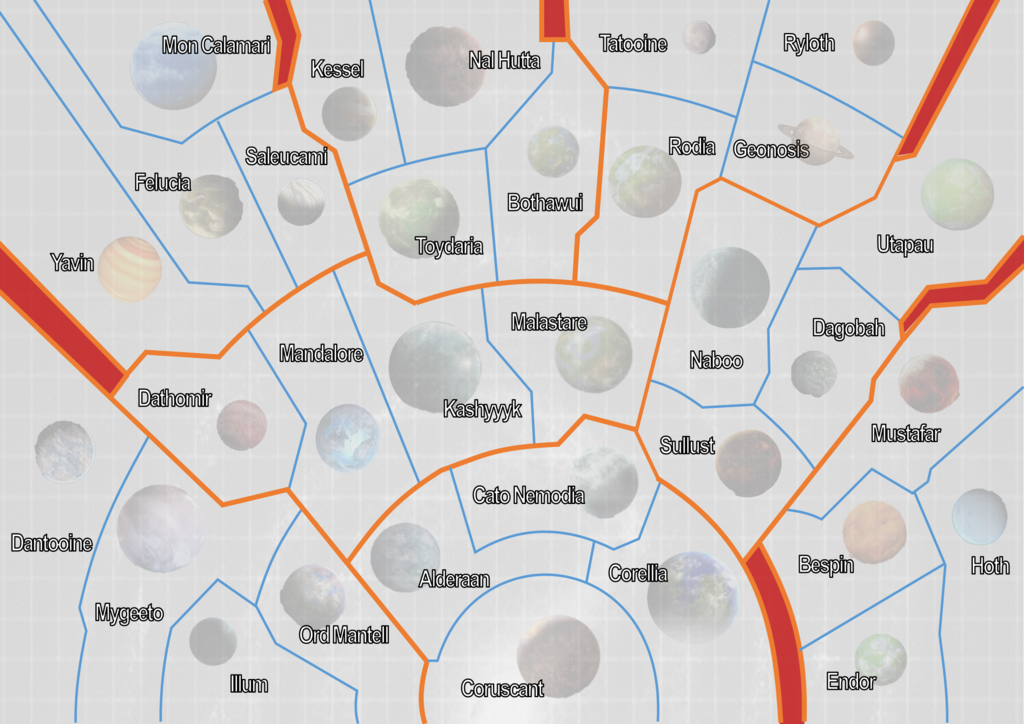 Mon Calamari
Kessel
Nal Hutta
Tatooine
Ryloth
Saleucami
Felucia
Rodia
Geonosis
Bothawui
Toydaria
Utapau
Yavin
Malastare
Dagobah
Mandalore
Naboo
Dathomir
Kashyyyk
Mustafar
Sullust
Cato Nemodia
Dantooine
Alderaan
Corellia
Bespin
Hoth
Mygeeto
Ord Mantell
Illum
Coruscant
Endor